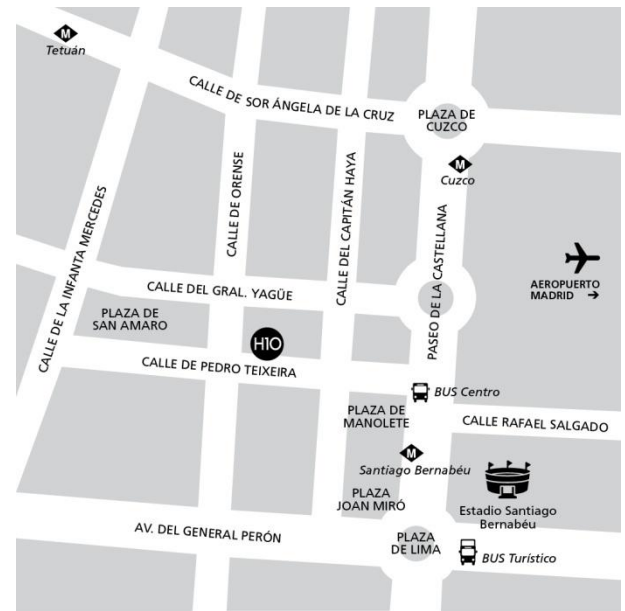 M
Tetuán
CALLE DE SOR ÁNGELA DE LA CRUZ
PLAZA DE
CUZCO
M
Cuzco
CALLE DE LA INFANTA MERCEDES
CALLE DE ORENSE
CALLE DEL CAPITÁN HAYA
PASEO DE LA CASTELLANA
AEROPUERTO
MADRID →
CALLE DEL GRAL. YAGÜE
PLAZA DE
SAN AMARO
H10
CALLE DE PEDRO TEIXEIRA
BUS Centro
PLAZA DE
MANOLETE
CALLE RAFAEL SALGADO
M
Santiago Bernabéu
PLAZA
JOAN MIRÓ
Estadio Santiago
Bernabéu
AV. DEL GENERAL PERÓN
PLAZA
DE LIMA
BUS Turístico